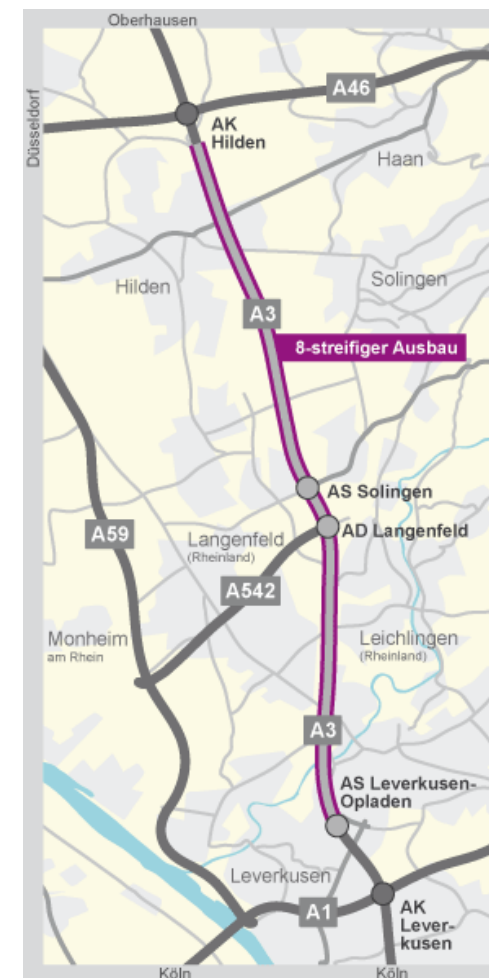 Oberhausen
Düsseldorf
A46
AK
Hilden
Haan
Hilden
Solingen
A3
8-streifiger Ausbau
AS Solingen
A59
Langenfeld
(Rheinland)
AD Langenfeld
A542
Monheim
am Rhein
Leichlingen
(Rheinland)
A3
AS Leverkusen-
Opladen
Leverkusen
A1
AK
Lever-
kusen
Köln
Köln